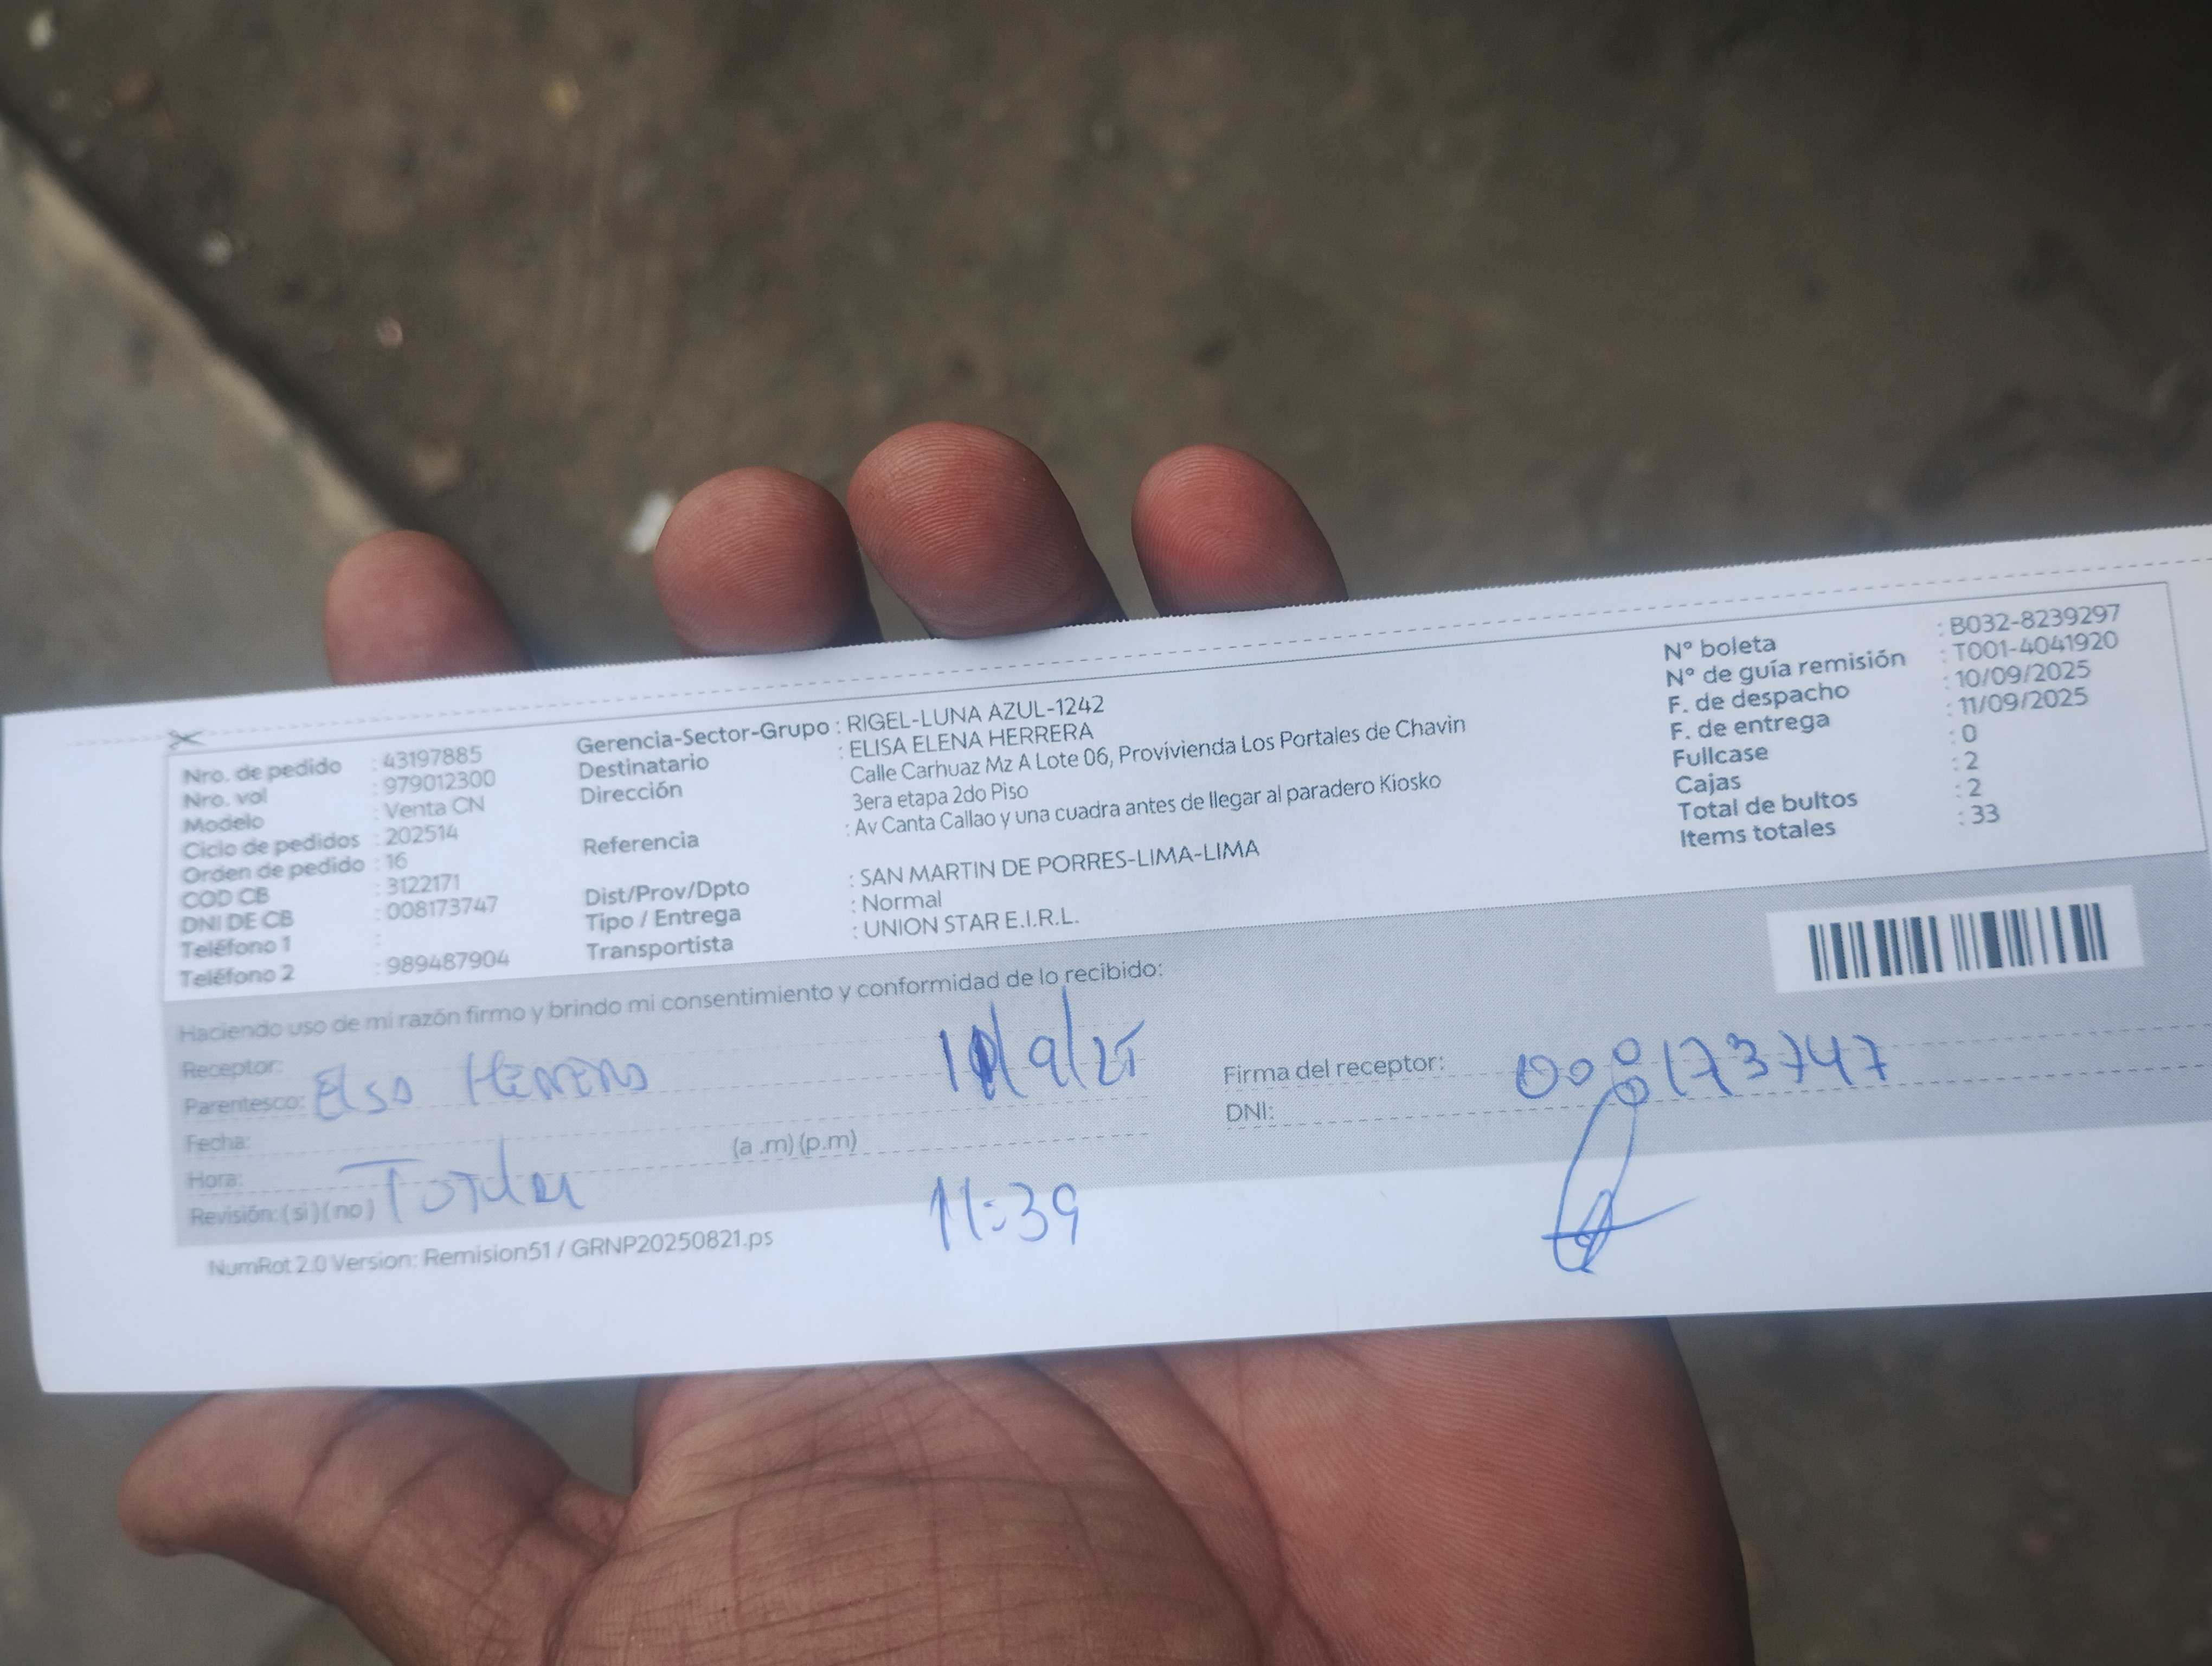 Nro. de pedido : 43197885
Nro. val : 979012300
Modelo : Venta CN
Ciclo de pedidos : 202514
Orden de pedido : 16
COD CB : 3122171
DNI DE CB : 008173747
Teléfono 1 :
Teléfono 2 : 989487904
Gerencia-Sector-Grupo : RIGEL-LUNA AZUL-1242
Destinatario : ELISA ELENA HERRERA
Dirección Calle Carhuaz Mz A Lote 06, Provivienda Los Portales de Chavin
3era etapa 2do Piso
Referencia : Av Canta Callao y una cuadra antes de llegar al paradero Kiosko
Dist/Prov/Dpto : SAN MARTIN DE PORRES-LIMA-LIMA
Tipo / Entrega : Normal
Transportista : UNION STAR E.I.R.L.
N° boleta : B032-8239297
N° de guía remisión : T001-4041920
F. de despacho : 10/09/2025
F. de entrega : 11/09/2025
Fullcase : 0
Cajas : 2
Total de bultos : 2
Items totales : 33
Haciendo uso de mi razón firmo y brindo mi consentimiento y conformidad de lo recibido:
Receptor:
Parentesco: Elsa Herrera
11/9/25
Fecha:
Hora: (a .m) (p.m)
Revisión: (si) (no) Titular
11:39
Firma del receptor: 008173747
DNI:
NumRot 2.0 Version: Remision51 / GRNP20250821.ps